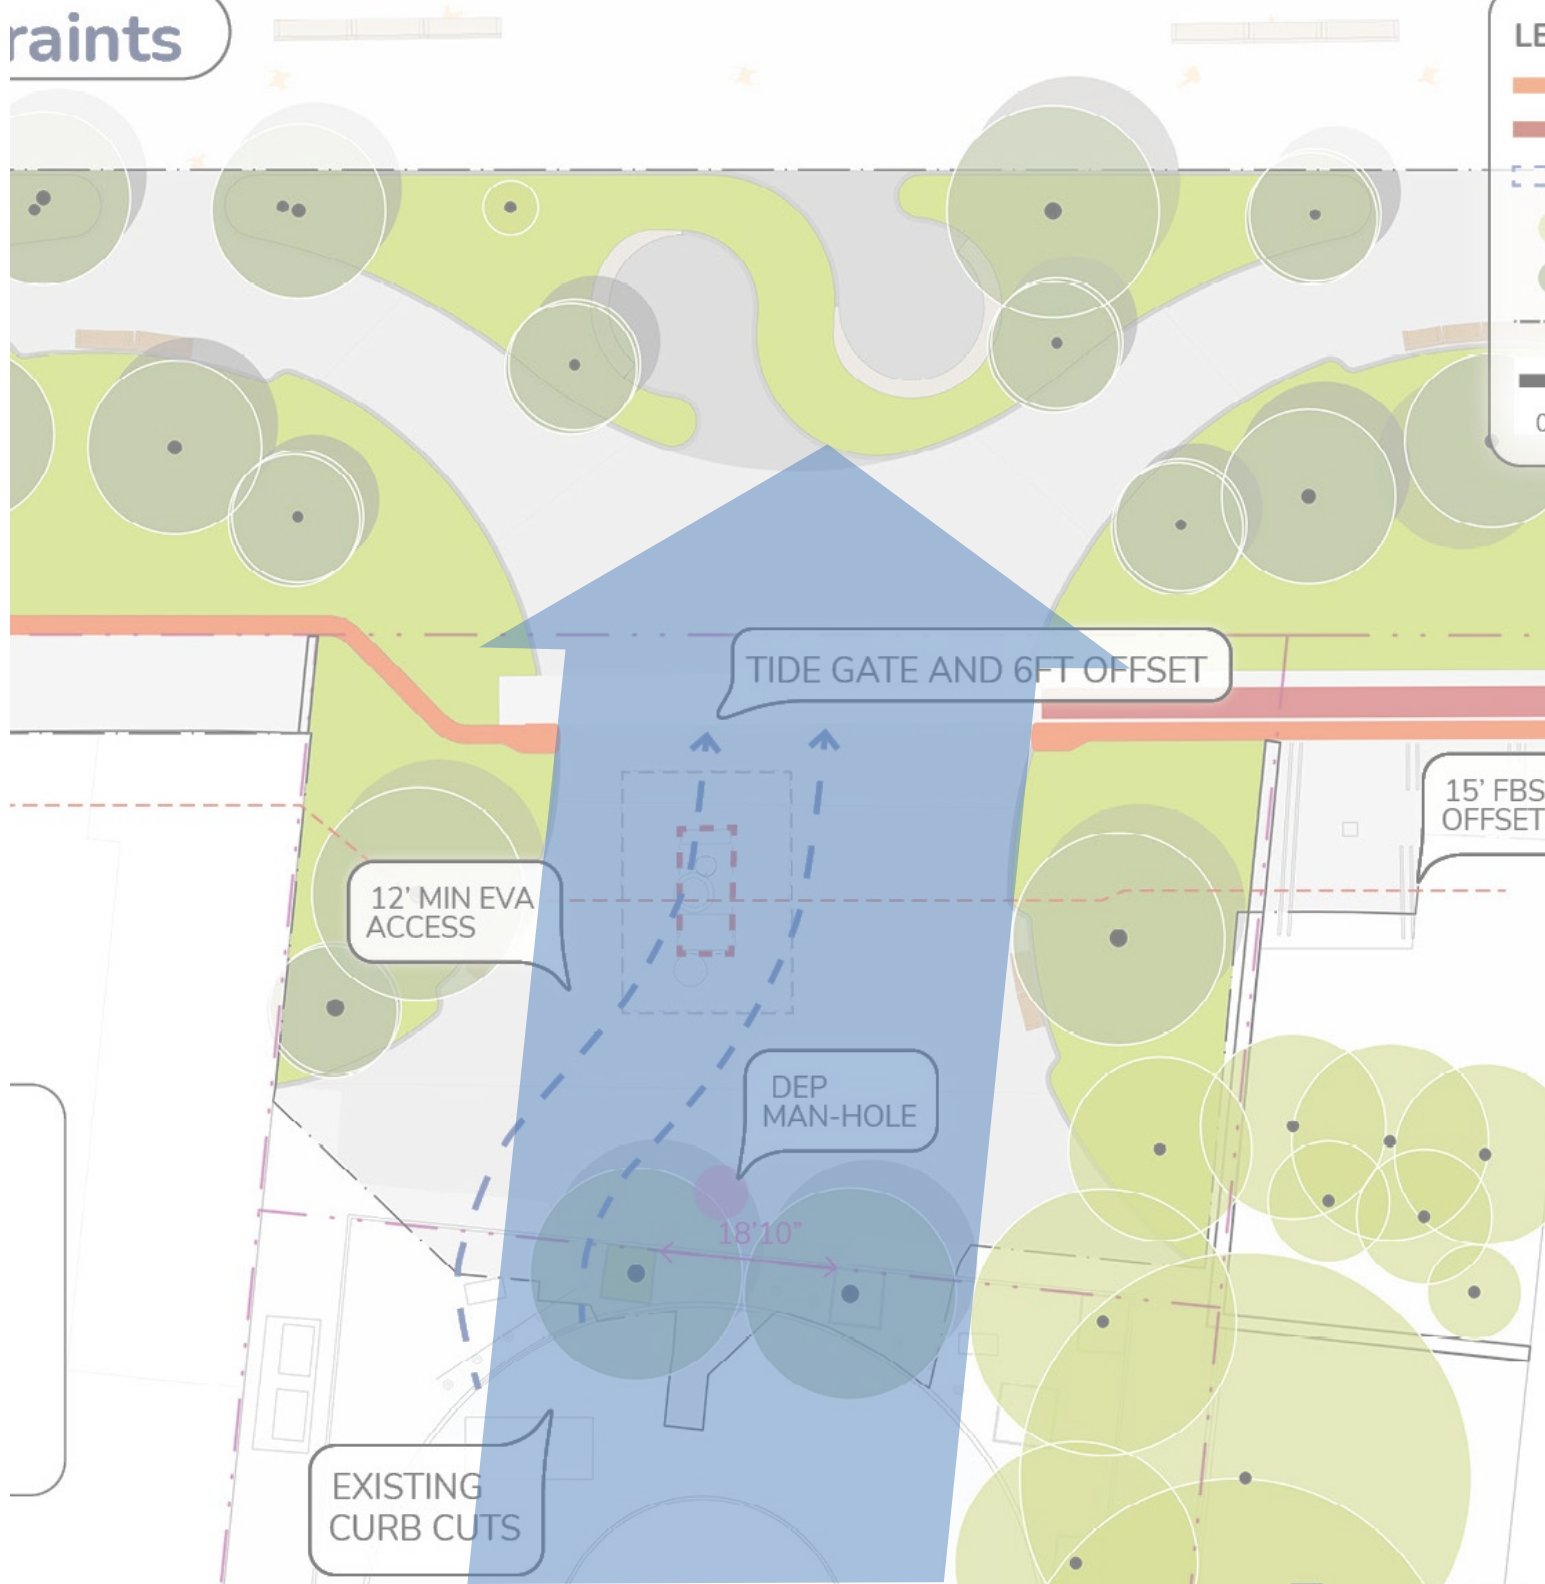 raints
LE
TIDE GATE AND 6FT OFFSET
15’ FBS
OFFSET
12’ MIN EVA
ACCESS
DEP
MAN-HOLE
18’10”
EXISTING
CURB CUTS